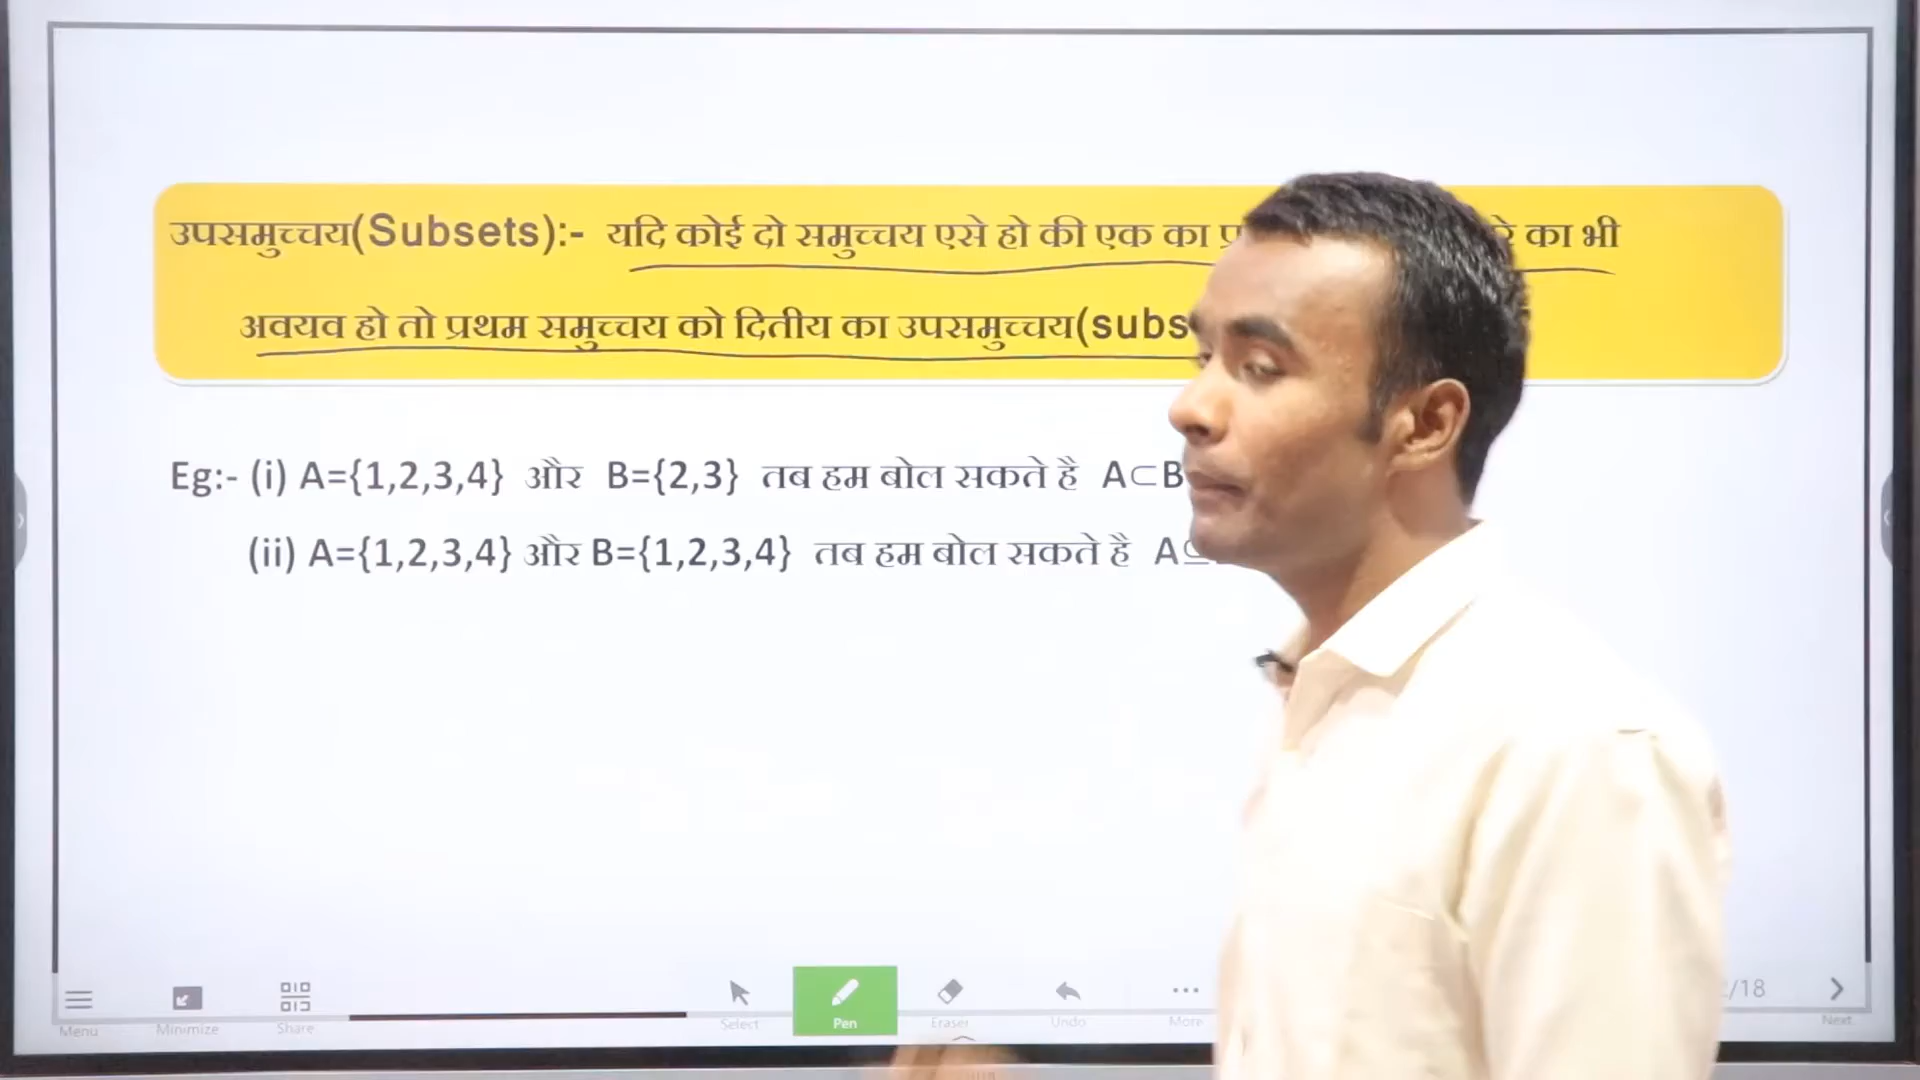 उपसमुच्चय(Subsets):- यदि कोई दो समुच्चय एसे हो की एक का का भी
अवयव हो तो प्रथम समुच्चय को दितीय का उपसमुच्चय(subs
Eg:- (i) A={1,2,3,4} और B={2,3} तब हम बोल सकते है A⊂B
(ii) A={1,2,3,4} और B={1,2,3,4} तब हम बोल सकते है A⊆
Menu Minimize Share Select Pen Eraser Undo More /18 Next